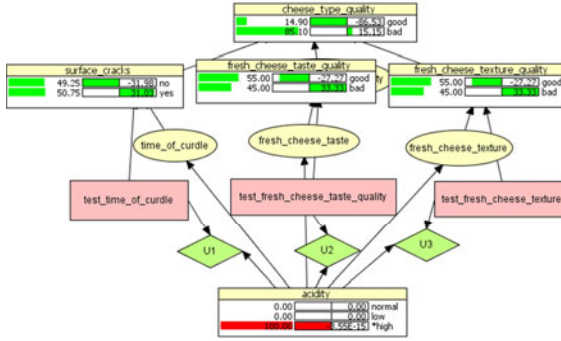 cheese_type_quality
14.90 -86.53 good
85.10 15.15 bad
surface_cracks
49.25 -31.98 no
50.75 31.03 yes
fresh_cheese_taste_quality
55.00 -27.27 good
45.00 33.33 bad
fresh_cheese_texture_quality
55.00 -27.27 good
45.00 33.33 bad
time_of_curdle
fresh_cheese_taste
fresh_cheese_texture
test_time_of_curdle
test_fresh_cheese_taste_quality
test_fresh_cheese_texture
U1
U2
U3
acidity
0.00 0.00 normal
0.00 0.00 low
100.00 *high